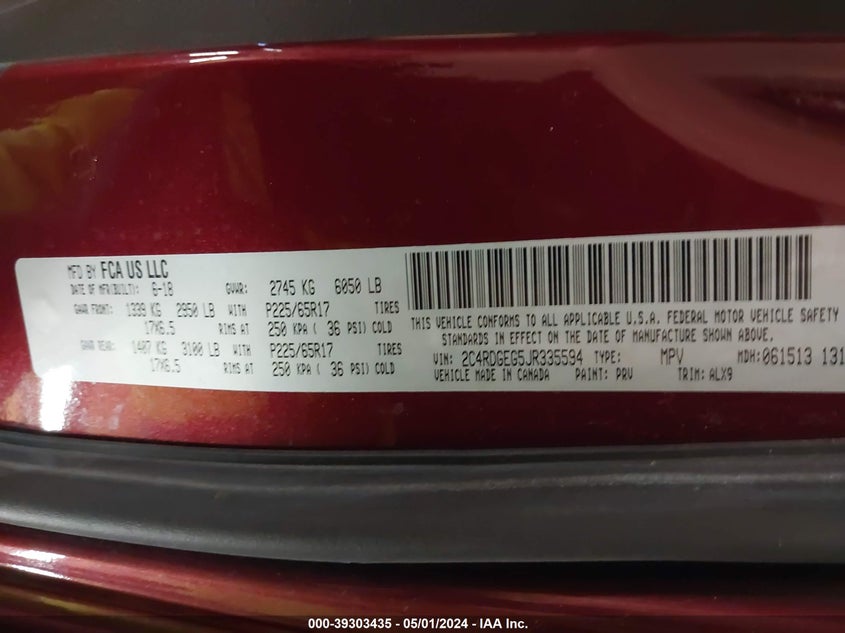 MFD BY FCA US LLC
DATE OF MFR(BUILT): 6-18 GVWR: 2745 KG 6050 LB
GAWR FRONT: 1339 KG 2950 LB WITH P225/65R17 TIRES
17X6.5 RIMS AT 250 KPA ( 36 PSI) COLD
GAWR REAR: 1407 KG 3100 LB WITH P225/65R17 TIRES
17X6.5 RIMS AT 250 KPA ( 36 PSI) COLD
THIS VEHICLE CONFORMS TO ALL APPLICABLE U.S.A. FEDERAL MOTOR VEHICLE SAFETY
STANDARDS IN EFFECT ON THE DATE OF MANUFACTURE SHOWN ABOVE.
VIN: 2C4RDGEG5JR335594 TYPE: MPV MDH: 061513 131
VEHICLE MADE IN CANADA PAINT: PRV TRIM: ALX9
000-39303435 - 05/01/2024 - IAA Inc.